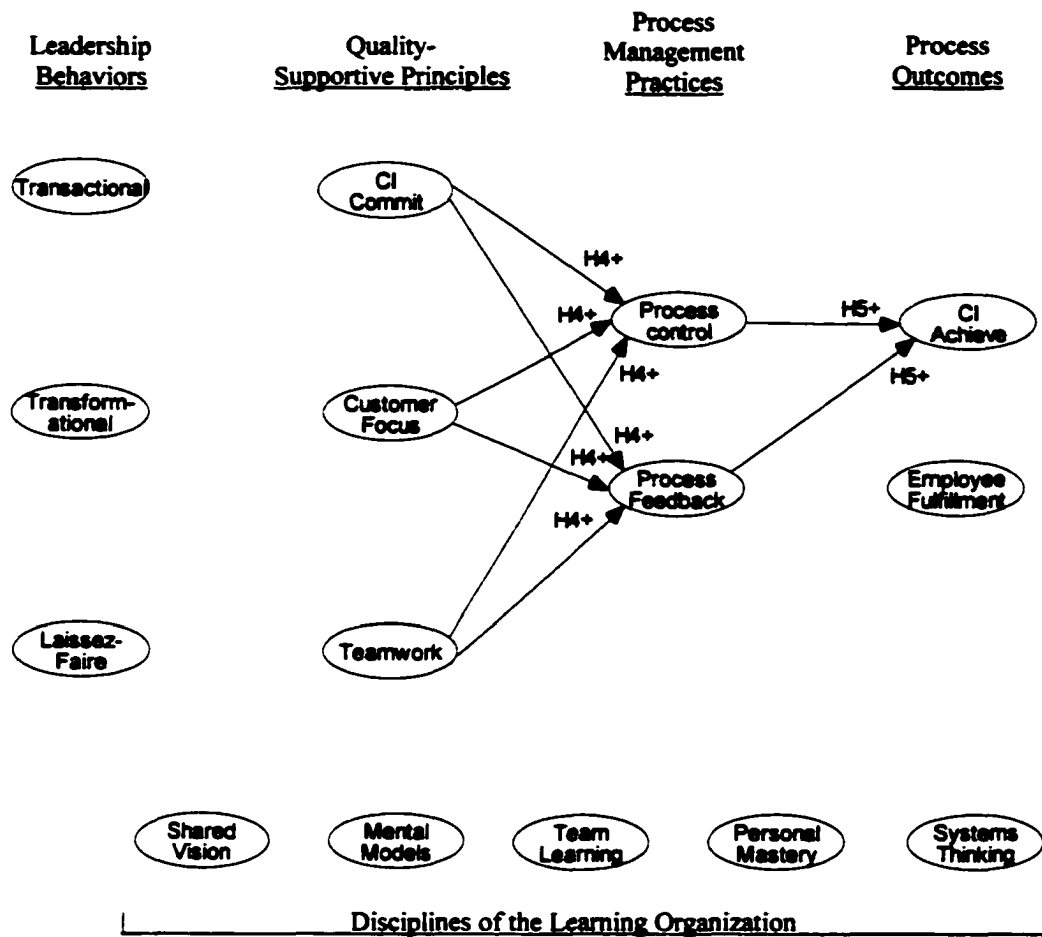 Leadership
Behaviors
Quality-
Supportive Principles
Process
Management
Practices
Process
Outcomes
Transactional
CI
Commit
H4+
H4+
Process
control
H5+
CI
Achieve
H4+
H5+
Transform-
ational
Customer
Focus
H4+
H4+
Process
Feedback
Employee
Fulfillment
H4+
Laissez-
Faire
Teamwork
Shared
Vision
Mental
Models
Team
Learning
Personal
Mastery
Systems
Thinking
Disciplines of the Learning Organization